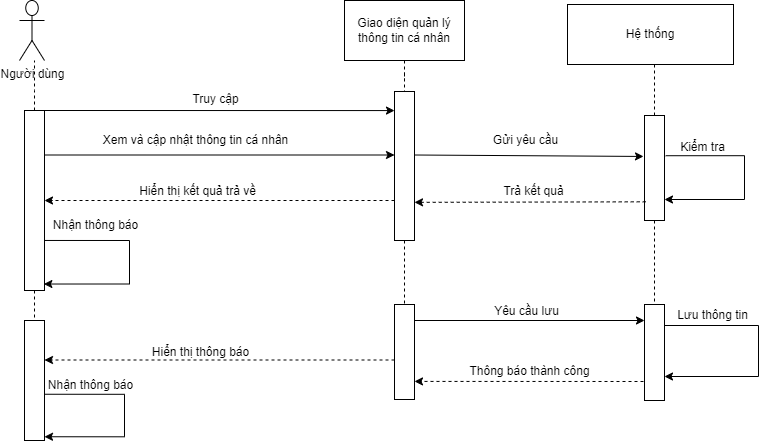 Giao diện quản lý
thông tin cá nhân
Hệ thống
Người dùng
Truy cập
Xem và cập nhật thông tin cá nhân
Gửi yêu cầu
Kiểm tra
Hiển thị kết quả trả về
Trả kết quả
Nhận thông báo
Yêu cầu lưu
Lưu thông tin
Hiển thị thông báo
Thông báo thành công
Nhận thông báo